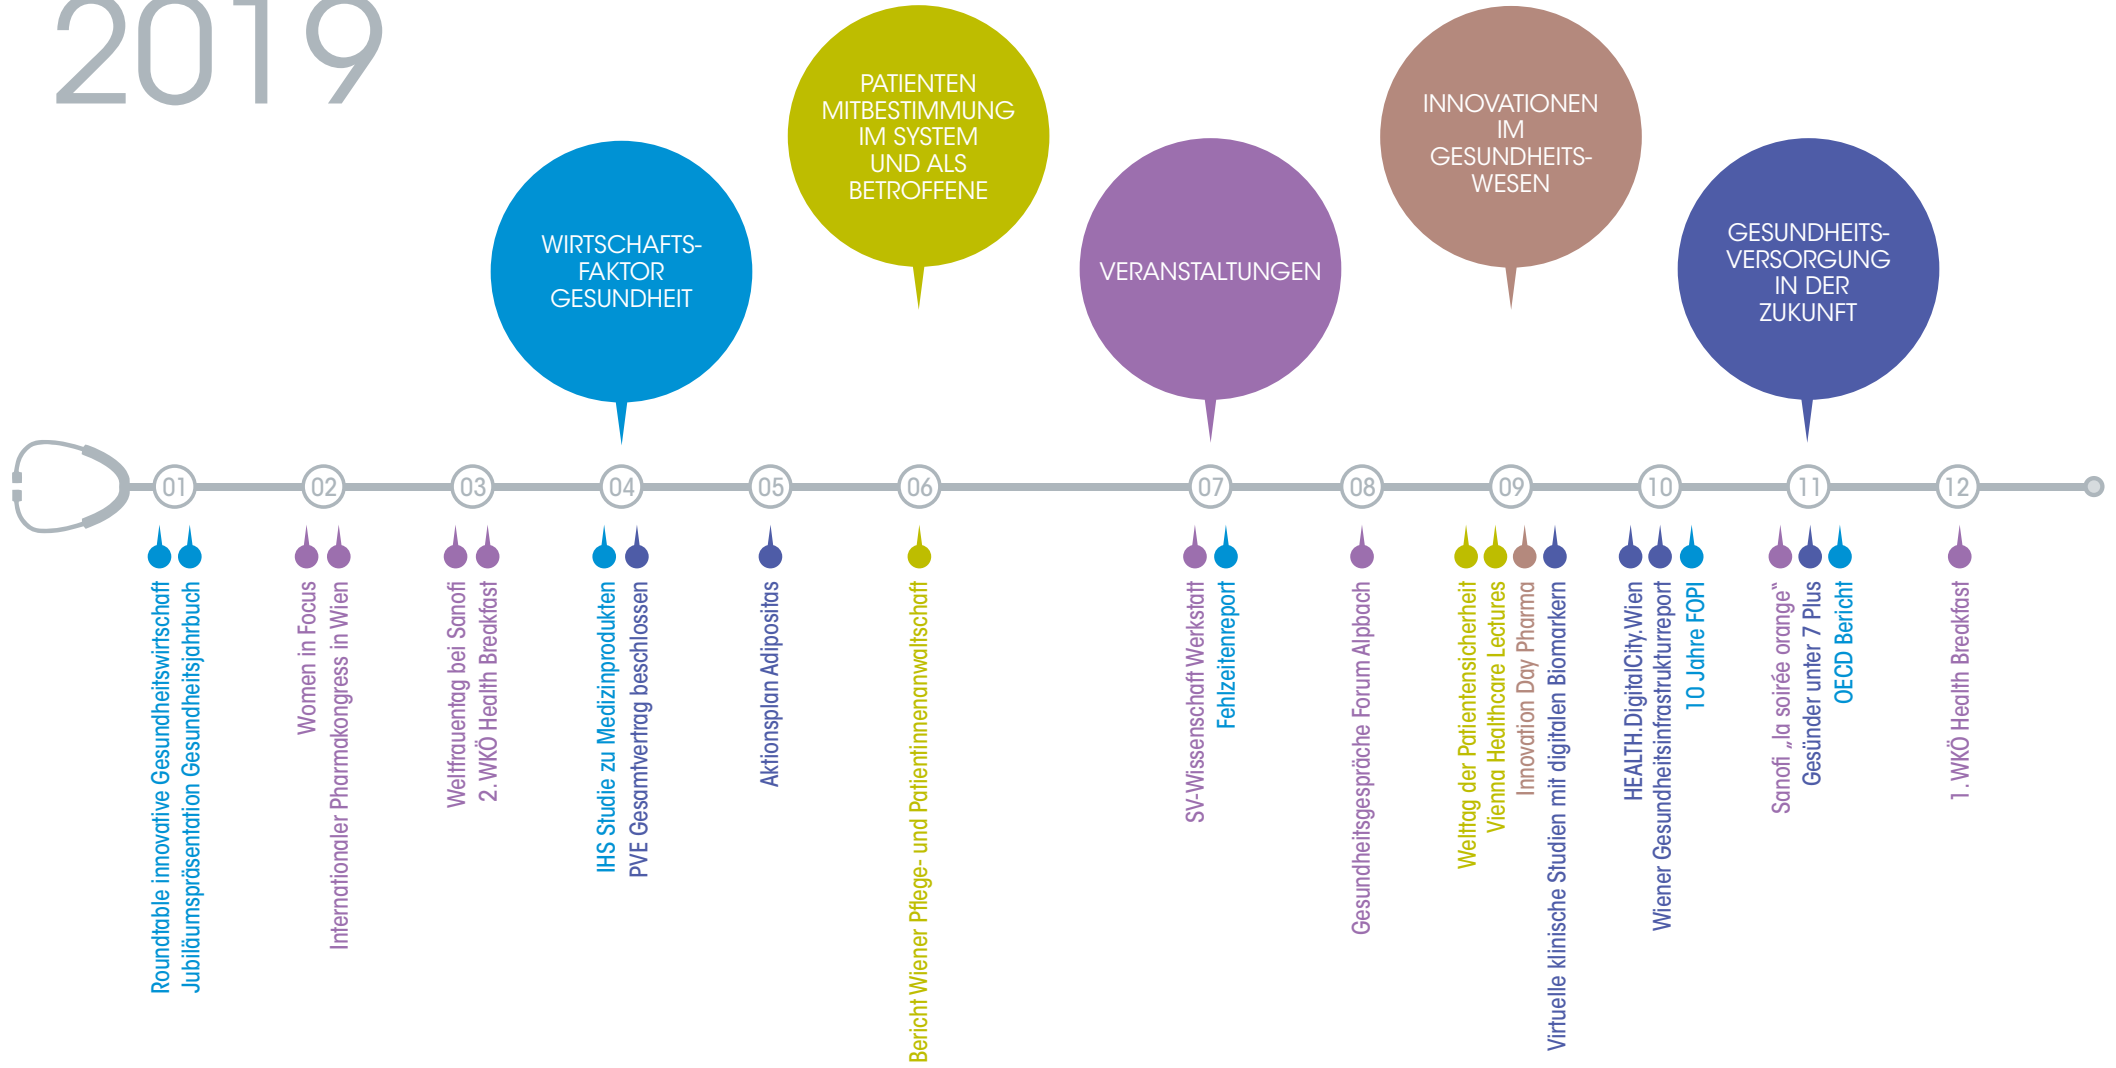 2019
WIRTSCHAFTS-
FAKTOR
GESUNDHEIT
PATIENTEN
MITBESTIMMUNG
IM SYSTEM
UND ALS
BETROFFENE
VERANSTALTUNGEN
INNOVATIONEN
IM
GESUNDHEITS-
WESEN
GESUNDHEITS-
VERSORGUNG
IN DER
ZUKUNFT
01
02
03
04
05
06
07
08
09
10
11
12
Roundtable innovative Gesundheitswirtschaft
Jubiläumspräsentation Gesundheitsjahrbuch
Women in Focus
Internationaler Pharmakongress in Wien
Weltfrauentag bei Sanofi
2. WKÖ Health Breakfast
IHS Studie zu Medizinprodukten
PVE Gesamtvertrag beschlossen
Aktionsplan Adipositas
Bericht Wiener Pflege- und Patientinnenanwaltschaft
SV-Wissenschaft Werkstatt
Fehlzeitenreport
Gesundheitsgespräche Forum Alpbach
Welttag der Patientensicherheit
Vienna Healthcare Lectures
Innovation Day Pharma
Virtuelle klinische Studien mit digitalen Biomarkern
HEALTH.DigitalCity.Wien
Wiener Gesundheitsinfrastrukturreport
10 Jahre FOPI
Sanofi „la soirée orange“
Gesünder unter 7 Plus
OECD Bericht
1. WKÖ Health Breakfast